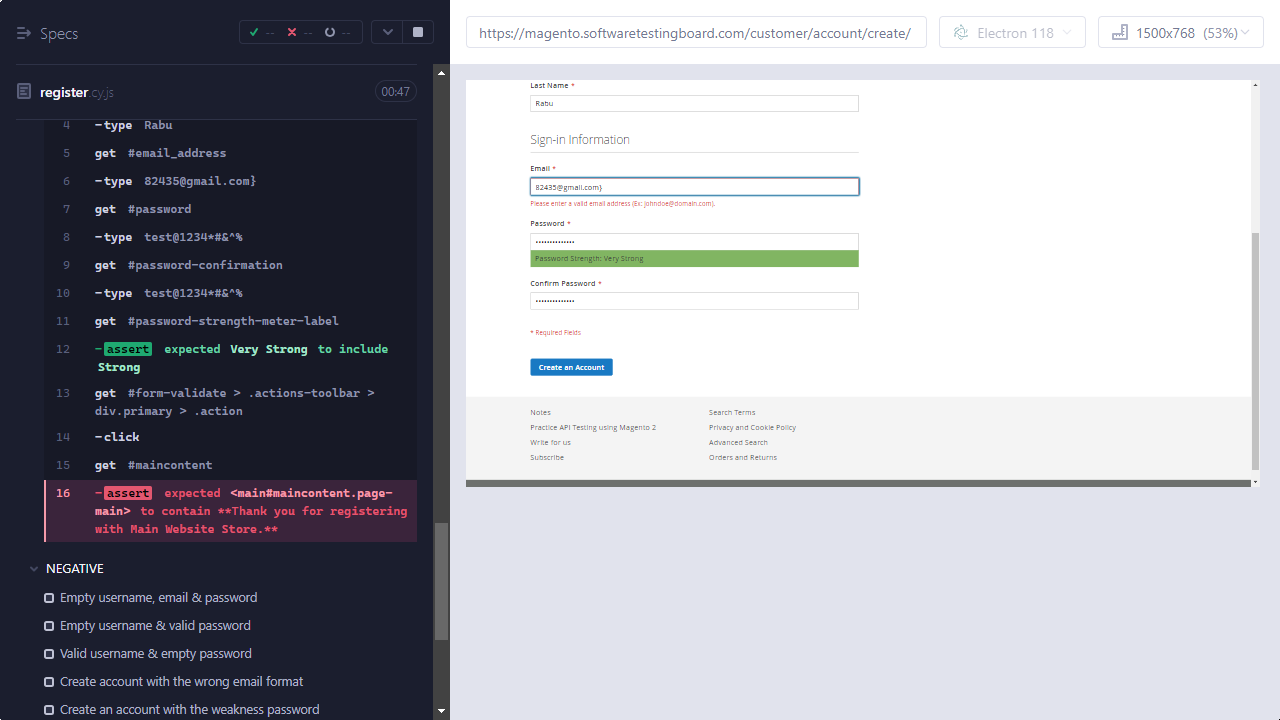 Specs
--
--
--
https://magento.softwaretestingboard.com/customer/account/create/
Electron 118
1500x768 (53%)
register.cy.js
00:47
4 -type Rabu
5 get #email_address
6 -type 82435@gmail.com}
7 get #password
8 -type test@1234*#&^%
9 get #password-confirmation
10 -type test@1234*#&^%
11 get #password-strength-meter-label
12 -assert expected Very Strong to include
Strong
13 get #form-validate > .actions-toolbar >
div.primary > .action
14 -click
15 get #maincontent
16 -assert expected <main#maincontent.page-
main> to contain **Thank you for registering
with Main Website Store.**
NEGATIVE
Empty username, email & password
Empty username & valid password
Valid username & empty password
Create account with the wrong email format
Create an account with the weakness password
Last Name *
Rabu
Sign-in Information
Email *
82435@gmail.com}
Please enter a valid email address (Ex: johndoe@domain.com).
Password *
••••••••••••••
Password Strength: Very Strong
Confirm Password *
••••••••••••••
* Required Fields
Create an Account
Notes
Practice API Testing using Magento 2
Write for us
Subscribe
Search Terms
Privacy and Cookie Policy
Advanced Search
Orders and Returns